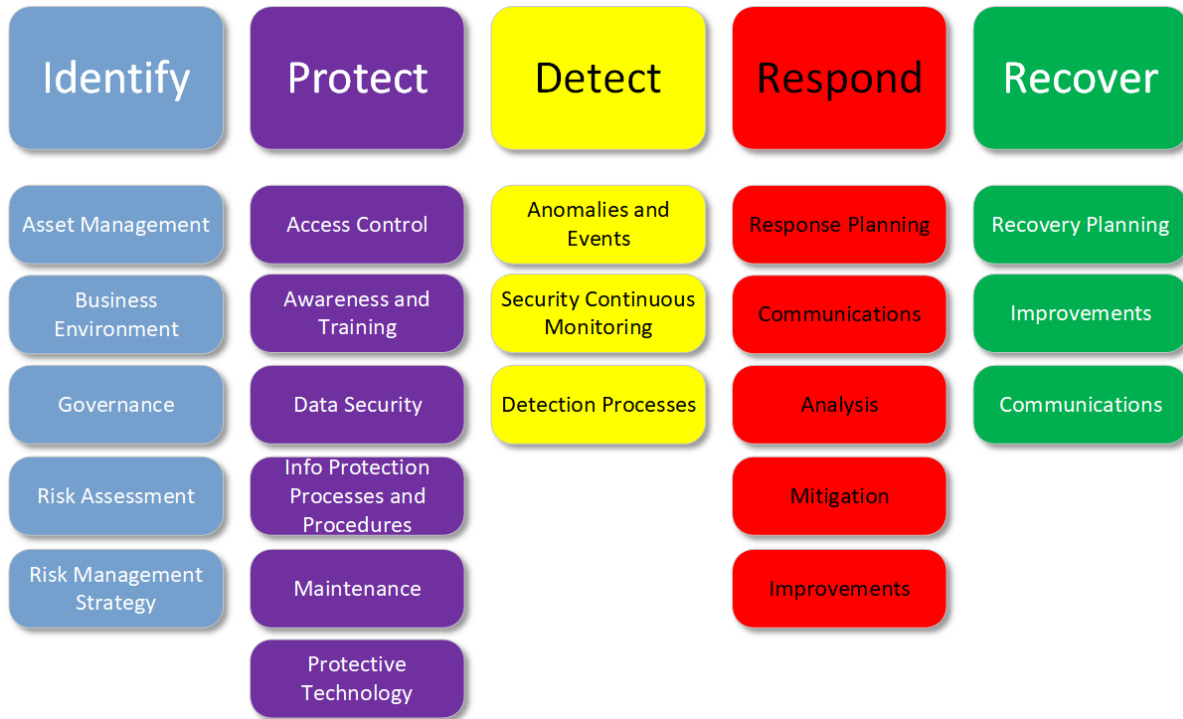 Identify
Protect
Detect
Respond
Recover
Asset Management
Business
Environment
Governance
Risk Assessment
Risk Management
Strategy
Access Control
Awareness and
Training
Data Security
Info Protection
Processes and
Procedures
Maintenance
Protective
Technology
Anomalies and
Events
Security Continuous
Monitoring
Detection Processes
Response Planning
Communications
Analysis
Mitigation
Improvements
Recovery Planning
Improvements
Communications